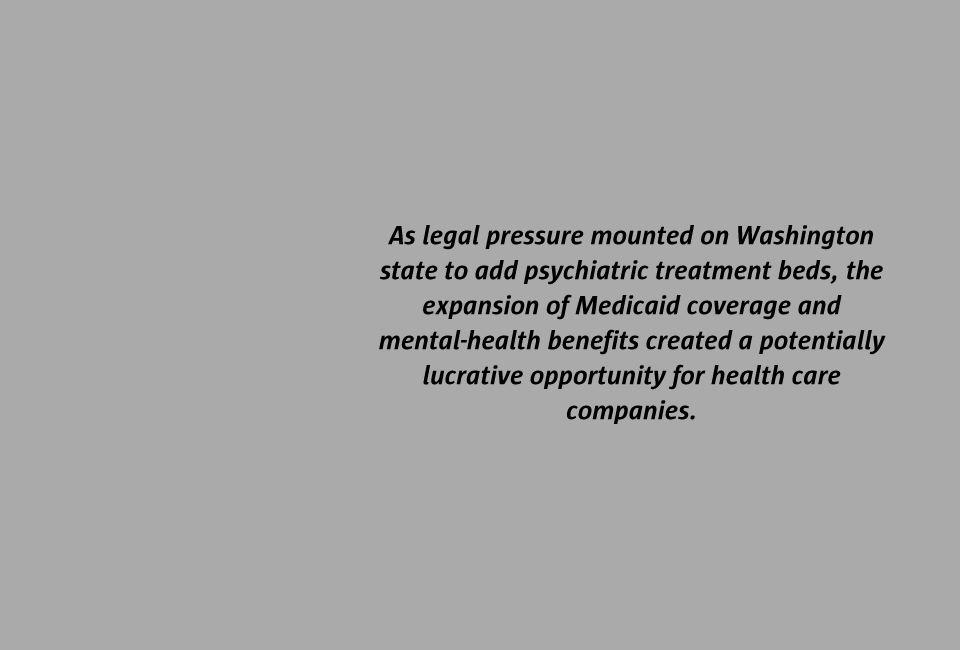 As legal pressure mounted on Washington
state to add psychiatric treatment beds, the
expansion of Medicaid coverage and
mental-health benefits created a potentially
lucrative opportunity for health care
companies.